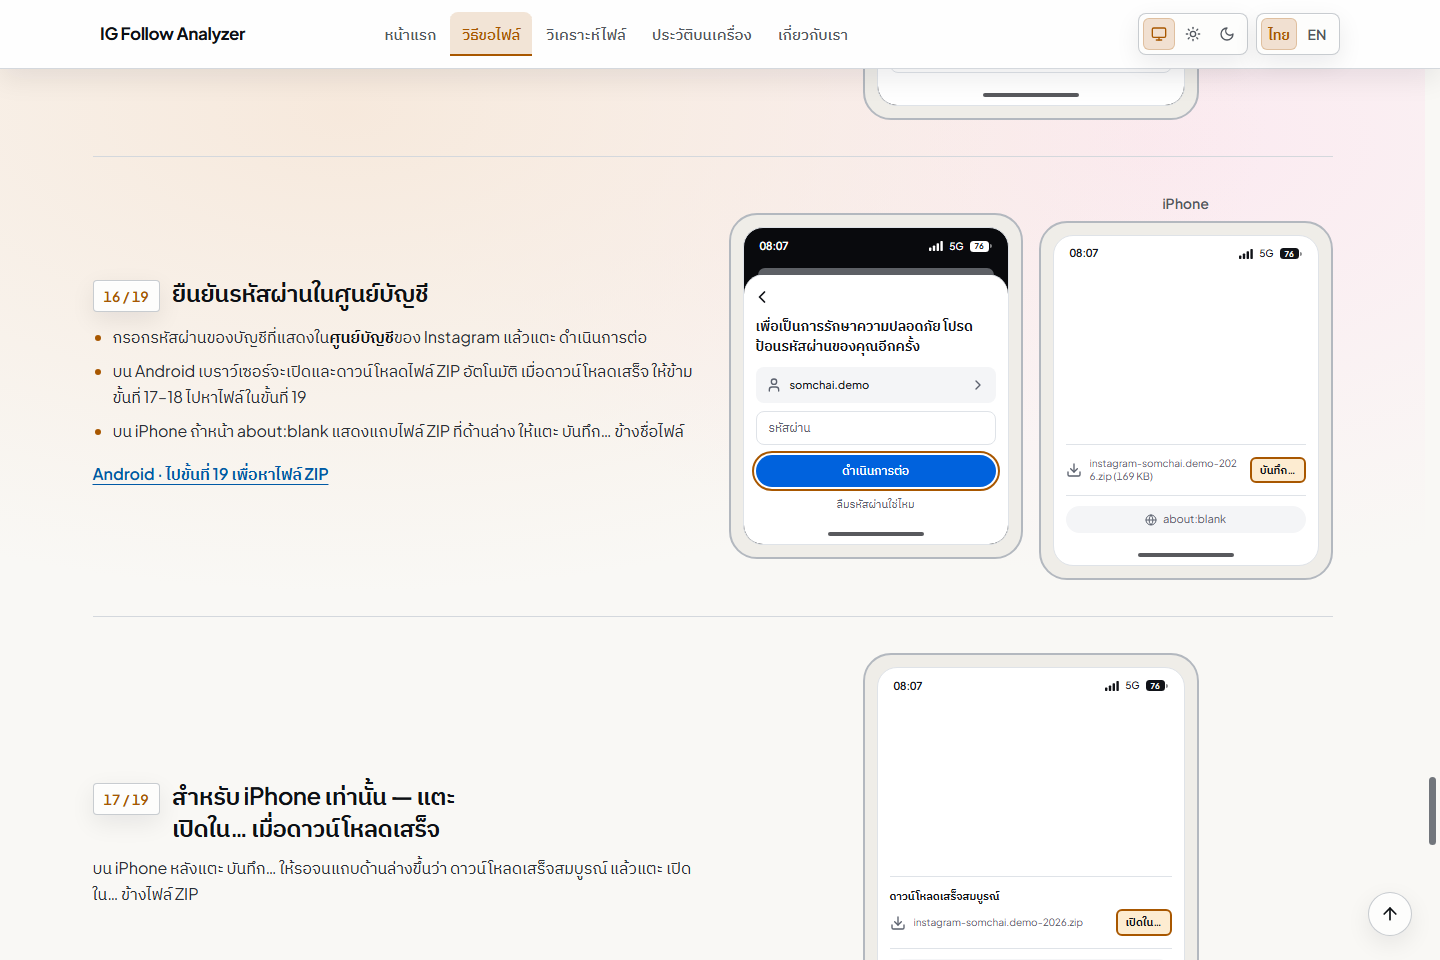 IG Follow Analyzer
หน้าแรก
วิธีขอไฟล์
วิเคราะห์ไฟล์
ประวัติบนเครื่อง
เกี่ยวกับเรา
ไทย
EN
16/19
ยืนยันรหัสผ่านในศูนย์บัญชี
กรอกรหัสผ่านของบัญชีที่แสดงในศูนย์บัญชีของ Instagram แล้วแตะ ดำเนินการต่อ
บน Android เบราว์เซอร์จะเปิดและดาวน์โหลดไฟล์ ZIP อัตโนมัติ เมื่อดาวน์โหลดเสร็จ ให้ข้าม
ขั้นที่ 17–18 ไปหาไฟล์ในขั้นที่ 19
บน iPhone ถ้าหน้า about:blank แสดงแถบไฟล์ ZIP ที่ด้านล่าง ให้แตะ บันทึก... ข้างชื่อไฟล์
Android · ไปขั้นที่ 19 เพื่อหาไฟล์ ZIP
08:07
5G
76
เพื่อเป็นการรักษาความปลอดภัย โปรด
ป้อนรหัสผ่านของคุณอีกครั้ง
somchai.demo
รหัสผ่าน
ดำเนินการต่อ
ลืมรหัสผ่านใช่ไหม
iPhone
08:07
5G
76
instagram-somchai.demo-202
6.zip (169 KB)
บันทึก...
about:blank
17/19
สำหรับ iPhone เท่านั้น — แตะ
เปิดใน... เมื่อดาวน์โหลดเสร็จ
บน iPhone หลังแตะ บันทึก... ให้รอจนแถบด้านล่างขึ้นว่า ดาวน์โหลดเสร็จสมบูรณ์ แล้วแตะ เปิด
ใน... ข้างไฟล์ ZIP
08:07
5G
76
ดาวน์โหลดเสร็จสมบูรณ์
instagram-somchai.demo-2026.zip
เปิดใน...